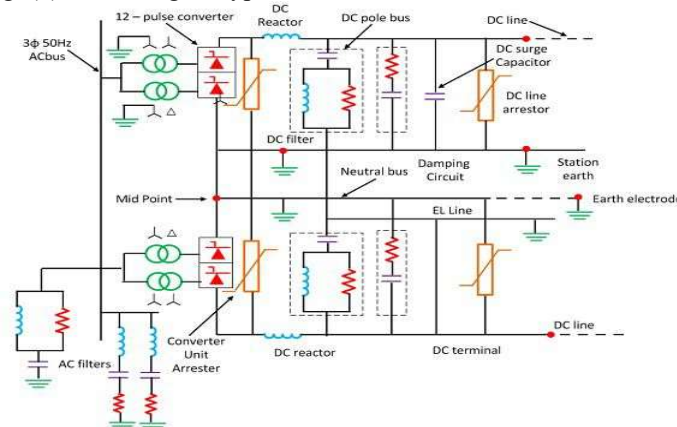 12 – pulse converter
DC
Reactor
DC pole bus
DC line
3ф 50Hz
ACbus
DC surge
Capacitor
DC line
arrestor
DC filter
Damping
Circuit
Station
earth
Neutral bus
Mid Point
Earth electrode
EL Line
Converter
Unit
Arrester
DC reactor
DC terminal
DC line
AC filters